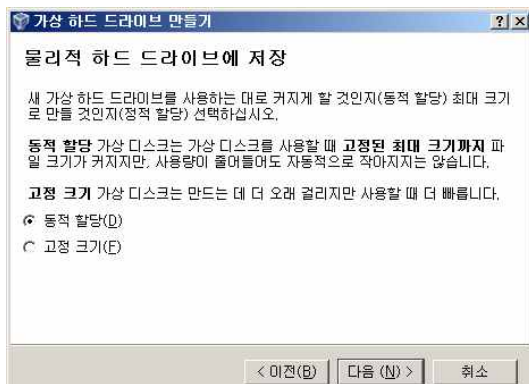 가상 하드 드라이브 만들기
물리적 하드 드라이브에 저장
새 가상 하드 드라이브를 사용하는 대로 커지게 할 것인지(동적 할당) 최대 크기
로 만들 것인지(정적 할당) 선택하십시오.
동적 할당 가상 디스크는 가상 디스크를 사용할 때 고정된 최대 크기까지 파
일 크기가 커지지만, 사용량이 줄어들어도 자동적으로 작아지지는 않습니다.
고정 크기 가상 디스크는 만드는 데 더 오래 걸리지만 사용할 때 더 빠릅니다.
동적 할당(D)
고정 크기(F)
< 이전(B) 다음 (N) > 취소